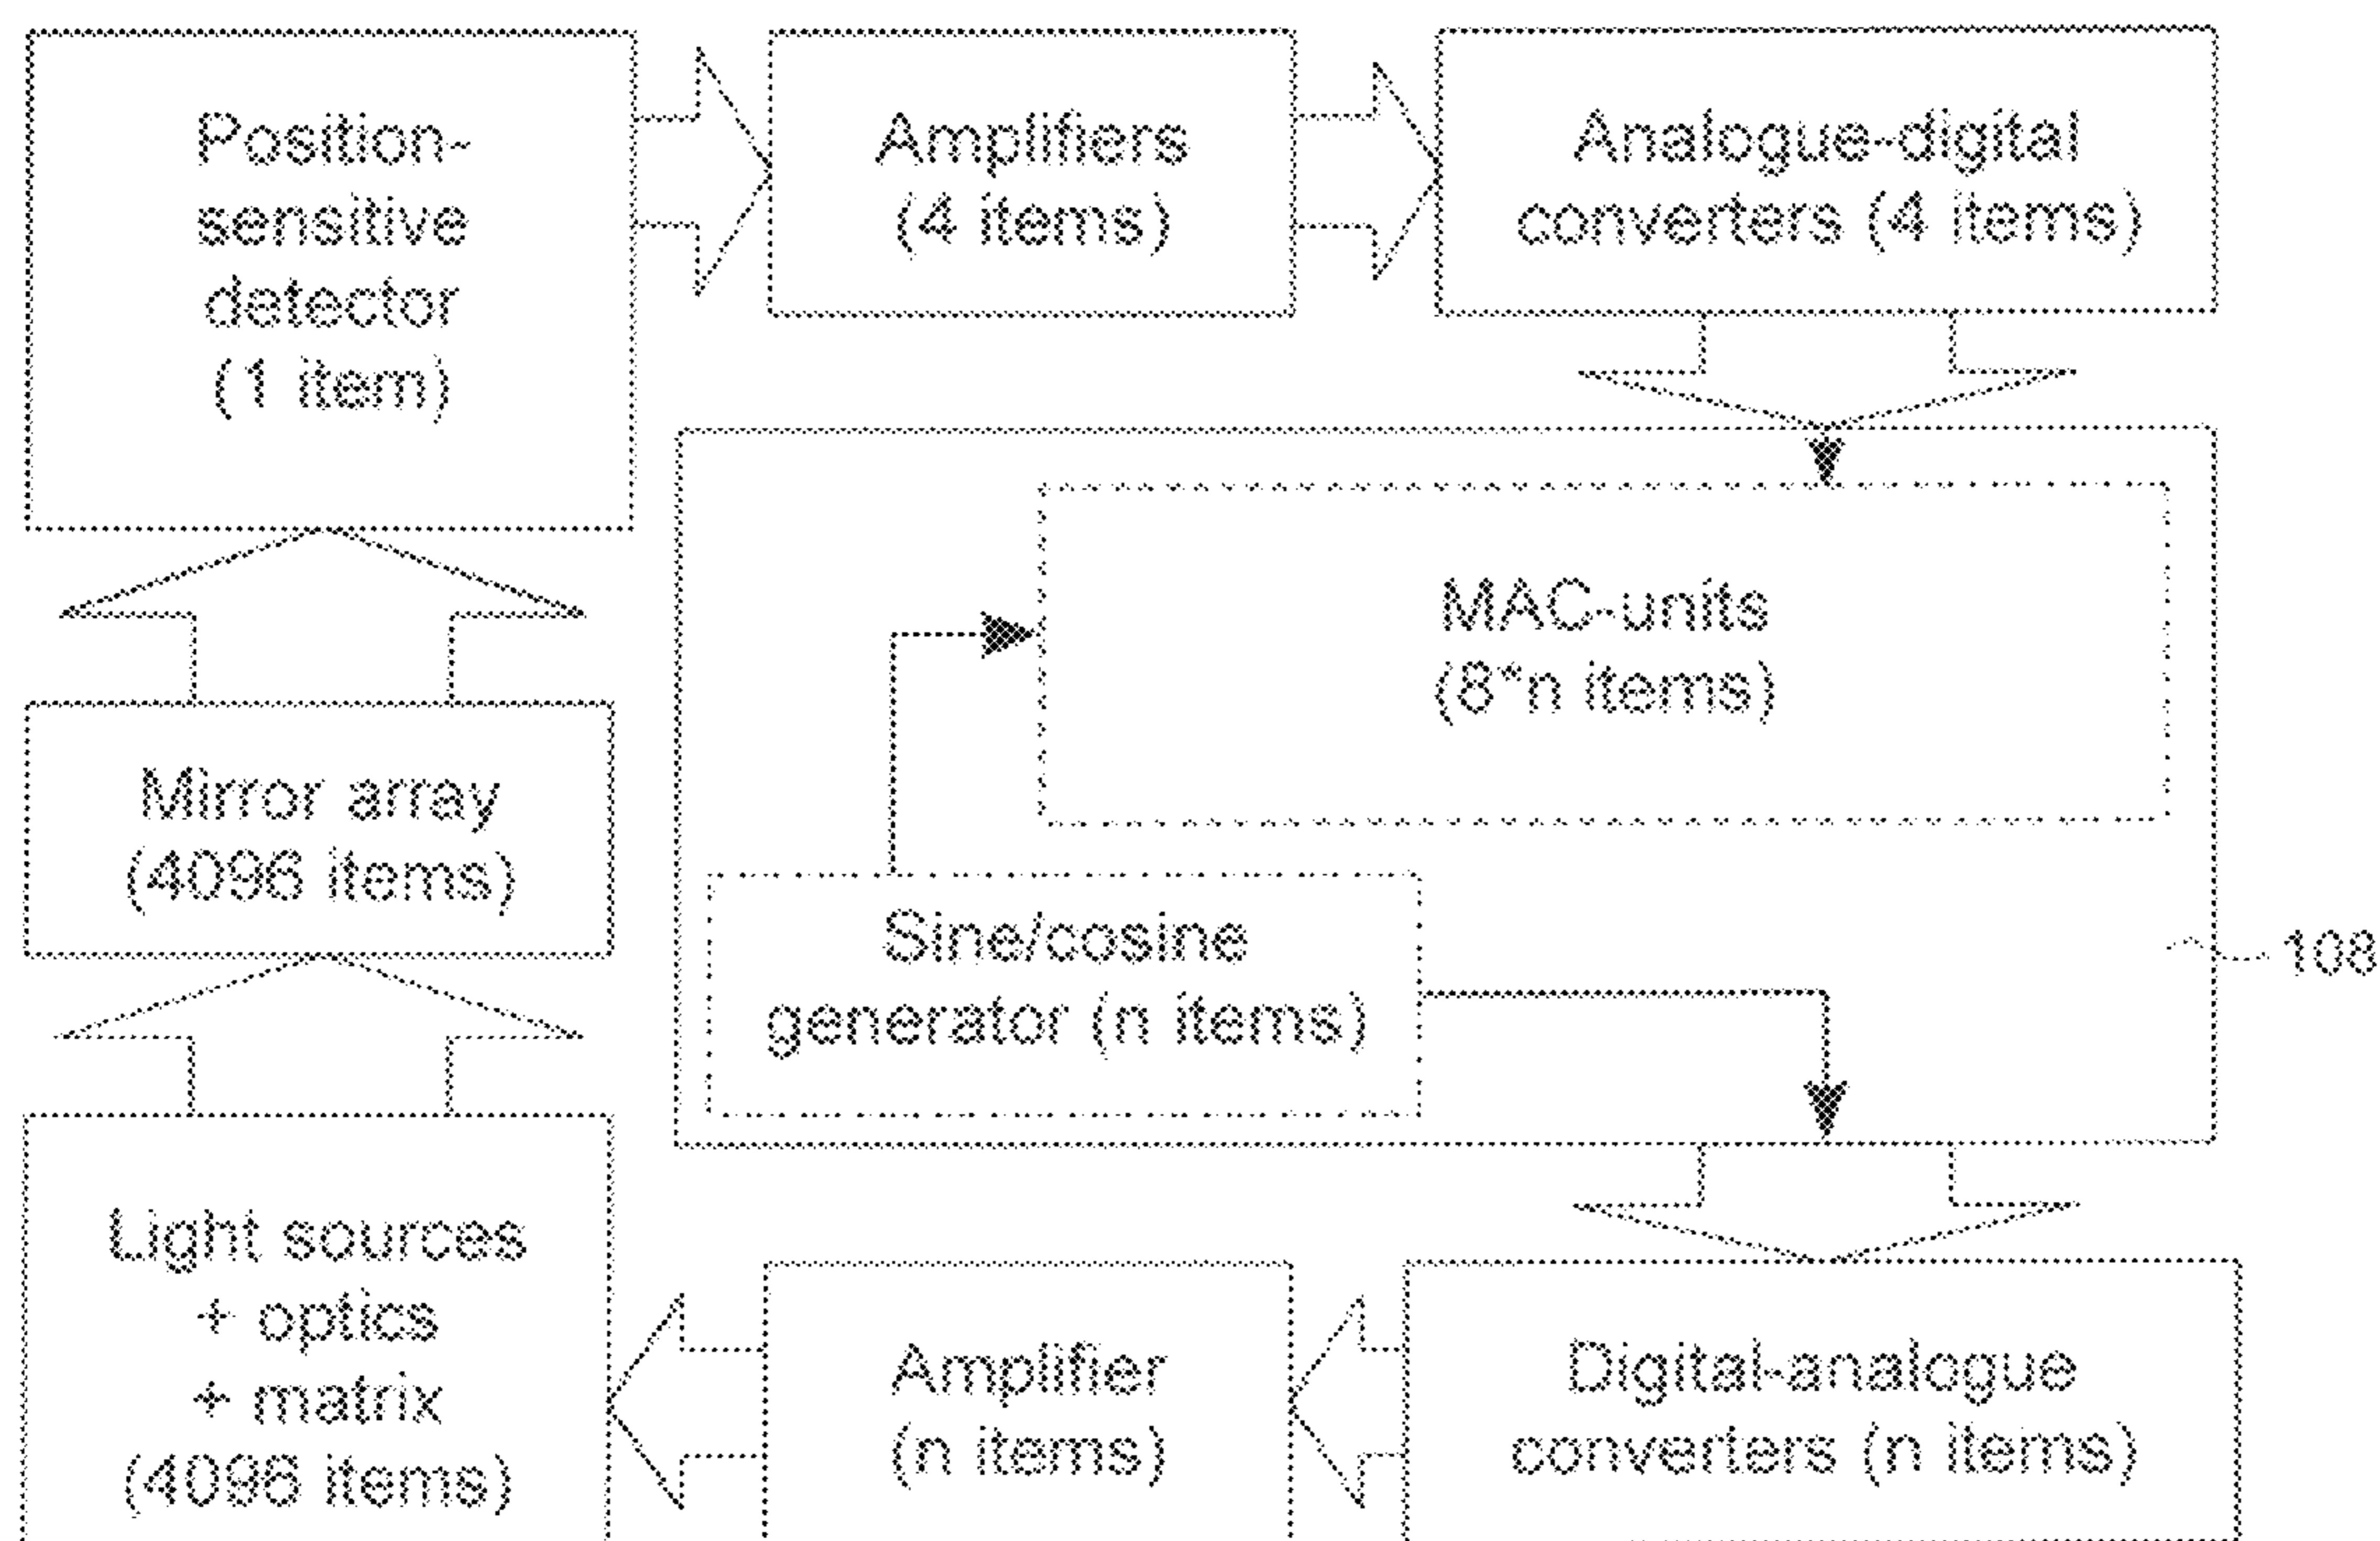 Position-
sensitive
detector
(1 item)
Amplifiers
(4 items)
Analogue-digital
converters (4 items)
MAC-units
(8*n items)
Mirror array
(4096 items)
Sine/cosine
generator (n items)
108
Light sources
+ optics
+ matrix
(4096 items)
Amplifier
(n items)
Digital-analogue
converters (n items)